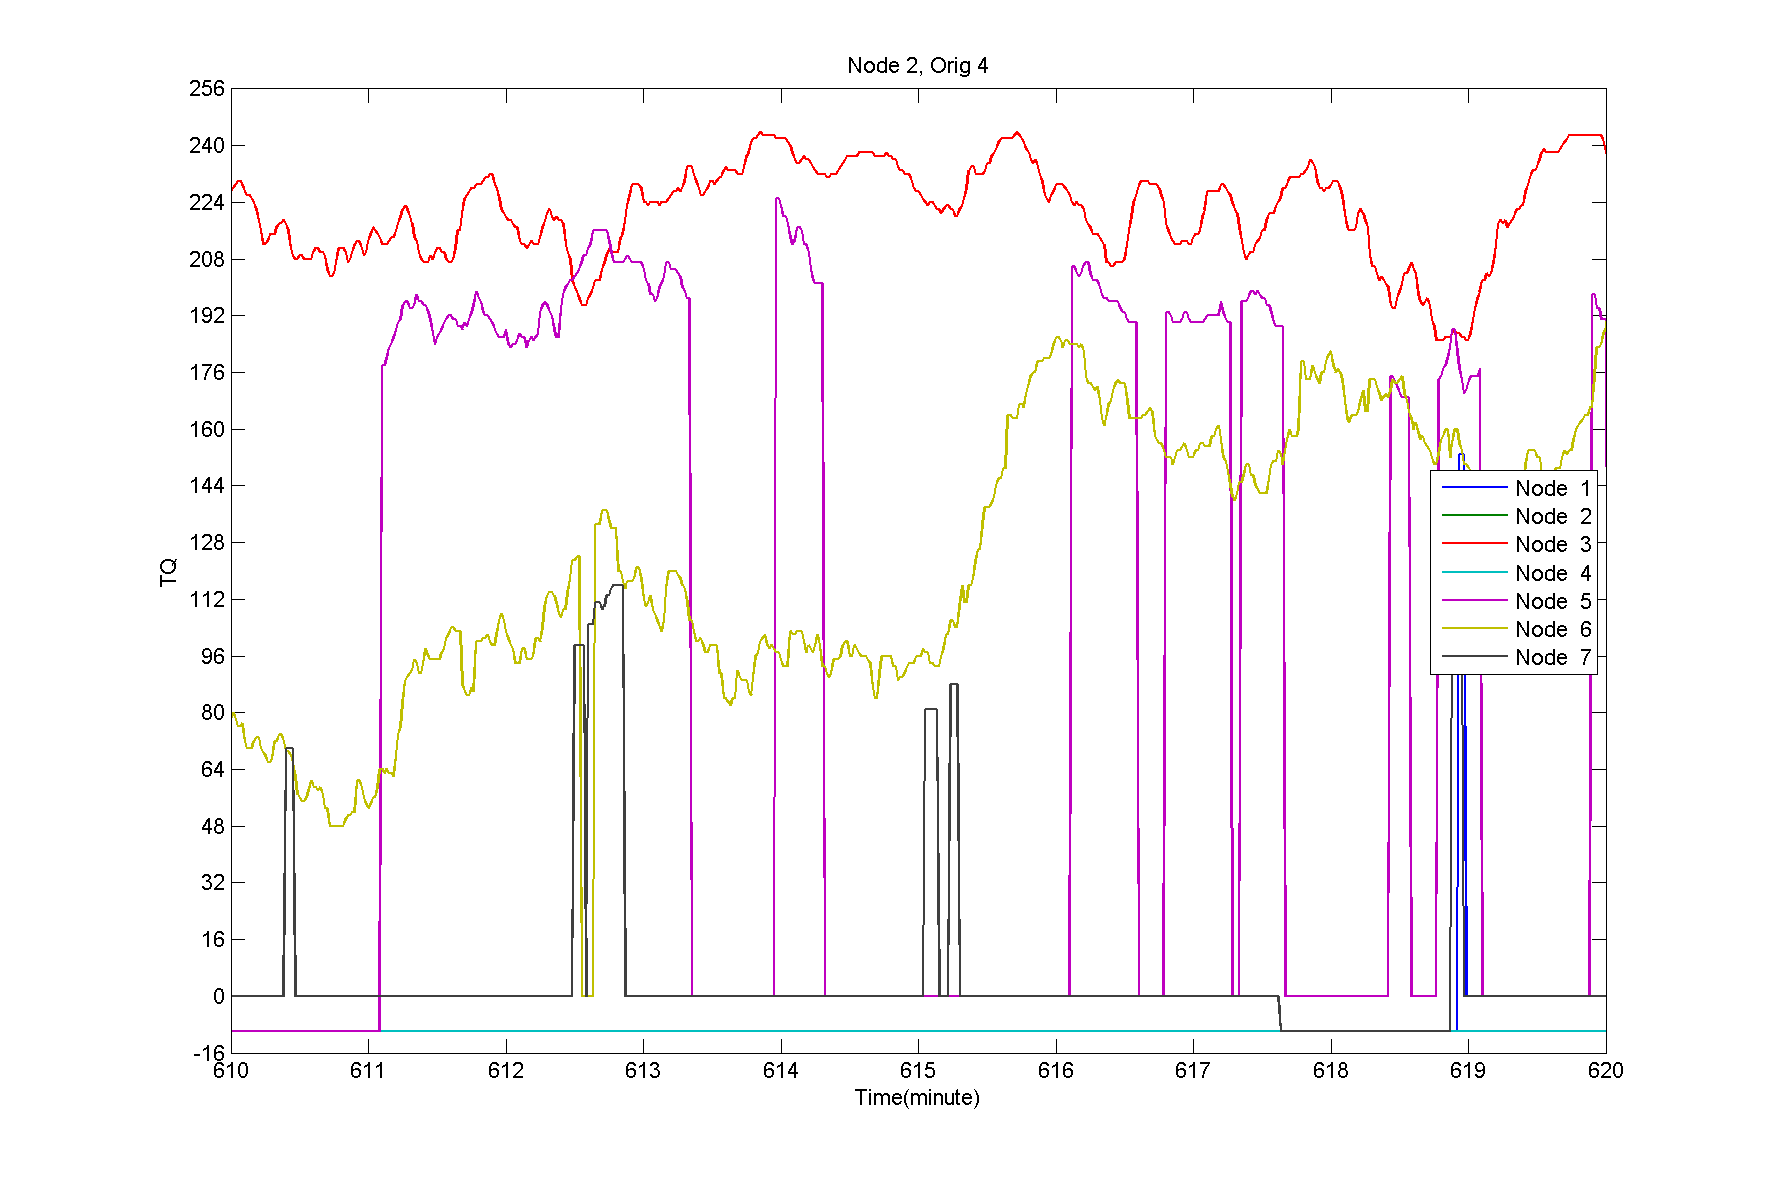 Node 2, Orig 4
256
240
224
208
192
176
160
144
128
112
96
80
64
48
32
16
0
-16
TQ
Node 1
Node 2
Node 3
Node 4
Node 5
Node 6
Node 7
610 611 612 613 614 615 616 617 618 619 620
Time(minute)